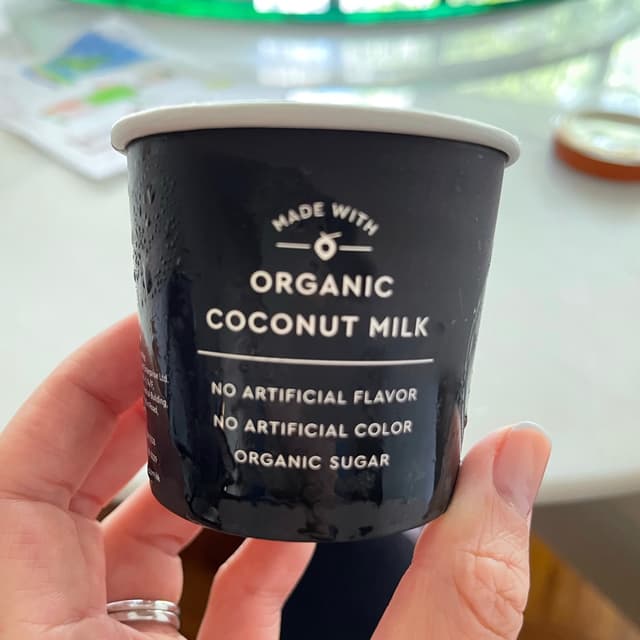 MADE WITH
ORGANIC
COCONUT MILK
NO ARTIFICIAL FLAVOR
NO ARTIFICIAL COLOR
ORGANIC SUGAR